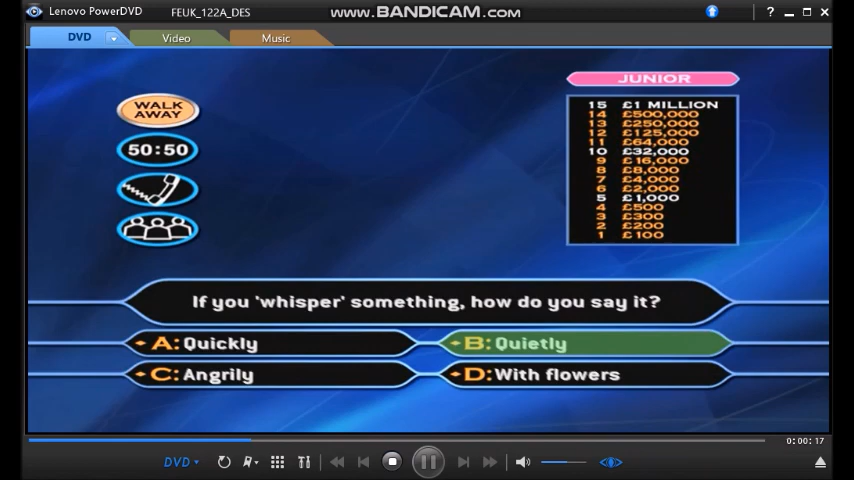 Lenovo PowerDVD
FEUK_122A_DES
www.BANDICAM.com
?
DVD
Video
Music
WALK
AWAY
50:50
JUNIOR
15 £1 MILLION
14 £500,000
13 £250,000
12 £125,000
11 £64,000
10 £32,000
9 £16,000
8 £8,000
7 £4,000
6 £2,000
5 £1,000
4 £500
3 £300
2 £200
1 £100
If you 'whisper' something, how do you say it?
A: Quickly
B: Quietly
C: Angrily
D: With flowers
0:00:17
DVD